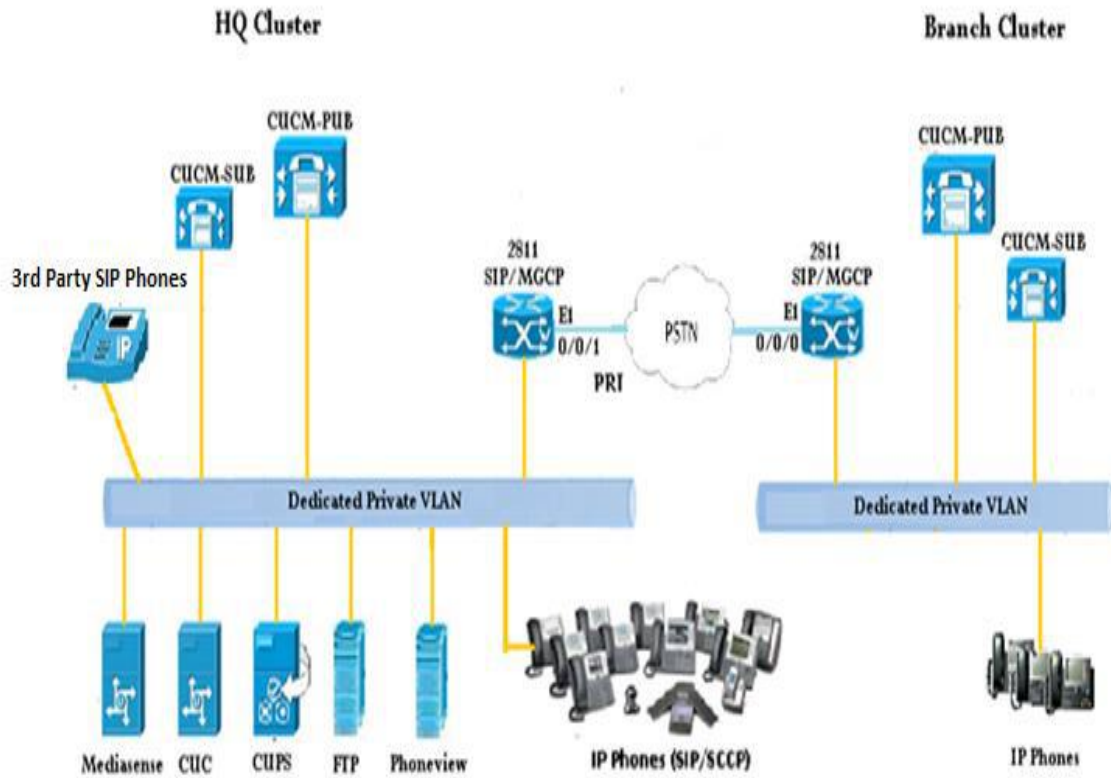 HQ Cluster
Branch Cluster
CUCM-PUB
CUCM-SUB
CUCM-PUB
CUCM-SUB
3rd Party SIP Phones
2811
SIP/MGCP
2811
SIP/MGCP
E1
0/0/1
PRI
PSTN
E1
0/0/0
Dedicated Private VLAN
Dedicated Private VLAN
Mediasense
CUC
CUPS
FTP
Phoneview
IP Phones (SIP/SCCP)
IP Phones